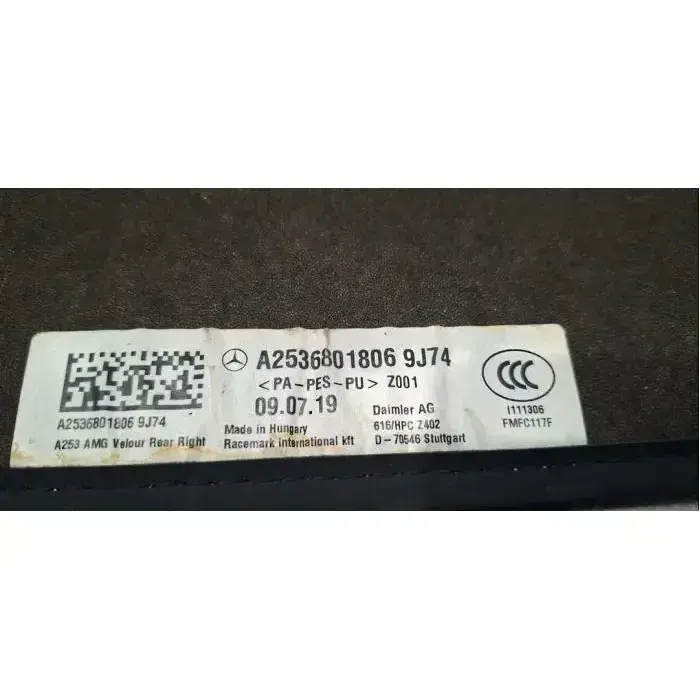 A2536801806 9J74
<PA-PES-PU> Z001
09.07.19
Daimler AG
Made in Hungary
616/HPC Z402
Racemark international kft
D-70546 Stuttgart
A2536801806 9J74
A253 AMG Velour Rear Right
CCC
I111306
FMFC117F